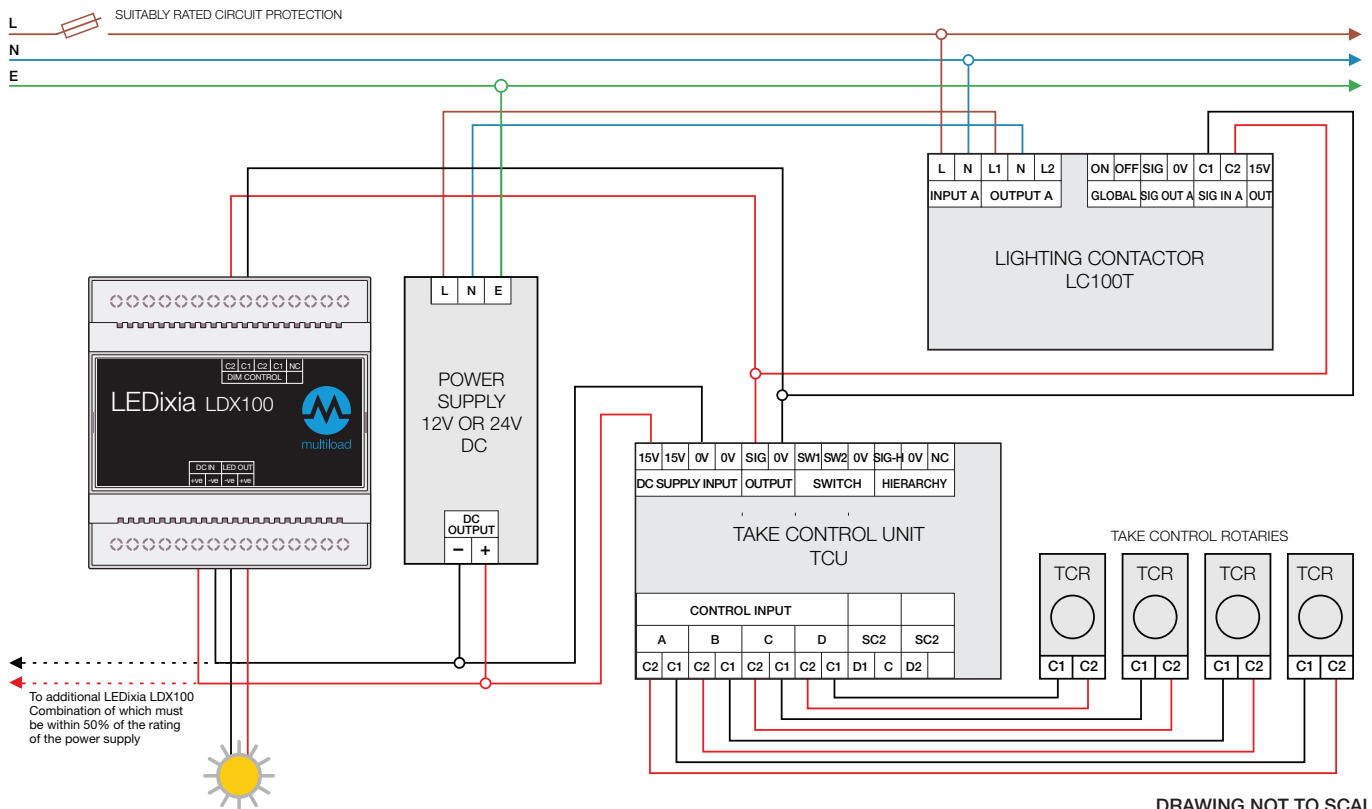 SUITABLY RATED CIRCUIT PROTECTION
L
N
E
L N L1 N L2 ON OFF SIG 0V C1 C2 15V
INPUT A OUTPUT A GLOBAL SIG OUT A SIG IN A OUT
LIGHTING CONTACTOR
LC100T
L N E
POWER
SUPPLY
12V OR 24V
DC
DC
OUTPUT
− +
C2 C1 C2 C1 NC
DIM CONTROL
LEDixia LDX100
multiload
DC IN LED OUT
+ve -ve -ve +ve
15V 15V 0V 0V SIG 0V SW1 SW2 0V SIG-H 0V NC
DC SUPPLY INPUT OUTPUT SWITCH HIERARCHY
TAKE CONTROL UNIT
TCU
CONTROL INPUT
A B C D SC2 SC2
C2 C1 C2 C1 C2 C1 C2 C1 D1 C D2
TAKE CONTROL ROTARIES
TCR TCR TCR TCR
C1 C2 C1 C2 C1 C2 C1 C2
To additional LEDixia LDX100
Combination of which must
be within 50% of the rating
of the power supply
DRAWING NOT TO SCAL